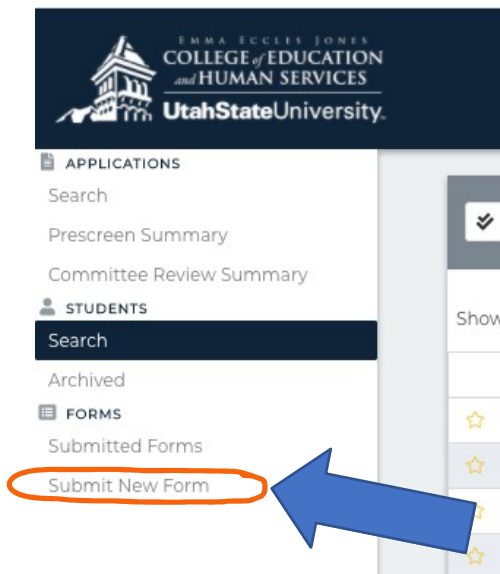 EMMA ECCLES JONES
COLLEGE of EDUCATION
and HUMAN SERVICES
UtahStateUniversity.
APPLICATIONS
Search
Prescreen Summary
Committee Review Summary
STUDENTS
Search
Archived
FORMS
Submitted Forms
Submit New Form
Show